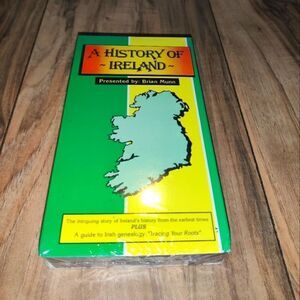 A HISTORY OF
~ IRELAND ~
Presented by: Brian Munn
The intriguing story of Ireland's history from the earliest times
PLUS
A guide to Irish genealogy "Tracing Your Roots"